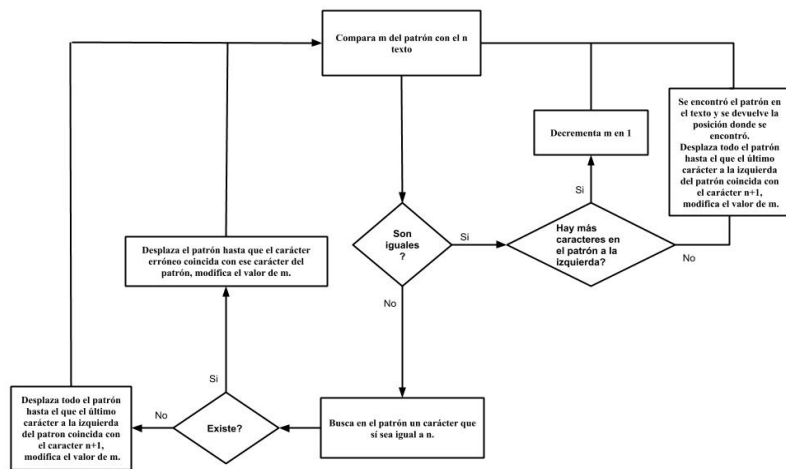 Compara m del patrón con el n
texto
Se encontró el patrón en
el texto y se devuelve la
posición donde se
encontró.
Desplaza todo el patrón
hasta el que el último
carácter a la izquierda
del patrón coincida con
el carácter n+1,
modifica el valor de m.
Decrementa m en 1
Si
Son
iguales
?
Si
Hay más
caracteres en
el patrón a la
izquierda?
No
Desplaza el patrón hasta que el carácter
erróneo coincida con ese carácter del
patrón, modifica el valor de m.
No
Si
Desplaza todo el patrón
hasta el que el último
carácter a la izquierda
del patron coincida con
el caracter n+1,
modifica el valor de m.
No
Existe?
Busca en el patrón un carácter que
sí sea igual a n.